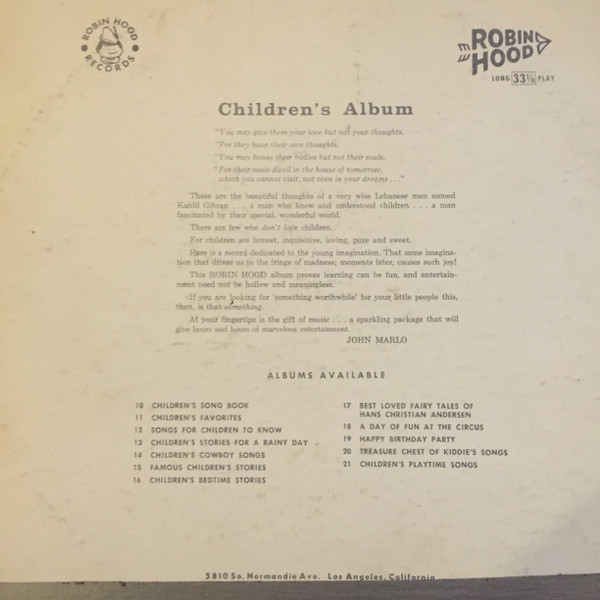 ROBIN HOOD
RECORDS
ROBIN
HOOD
LONG 33⅓ PLAY
Children's Album
"You may give them your love but not your thoughts.
"For they have their own thoughts.
"You may house their bodies but not their souls.
"For their souls dwell in the house of tomorrow,
which you cannot visit, not even in your dreams . . ."
These are the beautiful thoughts of a very wise Lebanese man named
Kahlil Gibran . . . a man who knew and understood children . . . a man
fascinated by their special, wonderful world.
There are few who don't love children.
For children are honest, inquisitive, loving, pure and sweet.
Here is a record dedicated to the young imagination. That same imagina-
tion that drives us to the fringe of madness; moments later, causes such joy!
This ROBIN HOOD album proves learning can be fun, and entertain-
ment need not be hollow and meaningless.
If you are looking for 'something worthwhile' for your little people this,
then, is that something.
At your fingertips is the gift of music . . . a sparkling package that will
give hours and hours of marvelous entertainment.
JOHN MARLO
ALBUMS AVAILABLE
10 CHILDREN'S SONG BOOK
11 CHILDREN'S FAVORITES
12 SONGS FOR CHILDREN TO KNOW
13 CHILDREN'S STORIES FOR A RAINY DAY
14 CHILDREN'S COWBOY SONGS
15 FAMOUS CHILDREN'S STORIES
16 CHILDREN'S BEDTIME STORIES
17 BEST LOVED FAIRY TALES OF
HANS CHRISTIAN ANDERSEN
18 A DAY OF FUN AT THE CIRCUS
19 HAPPY BIRTHDAY PARTY
20 TREASURE CHEST OF KIDDIE'S SONGS
21 CHILDREN'S PLAYTIME SONGS
5810 So. Normandie Ave. Los Angeles, California